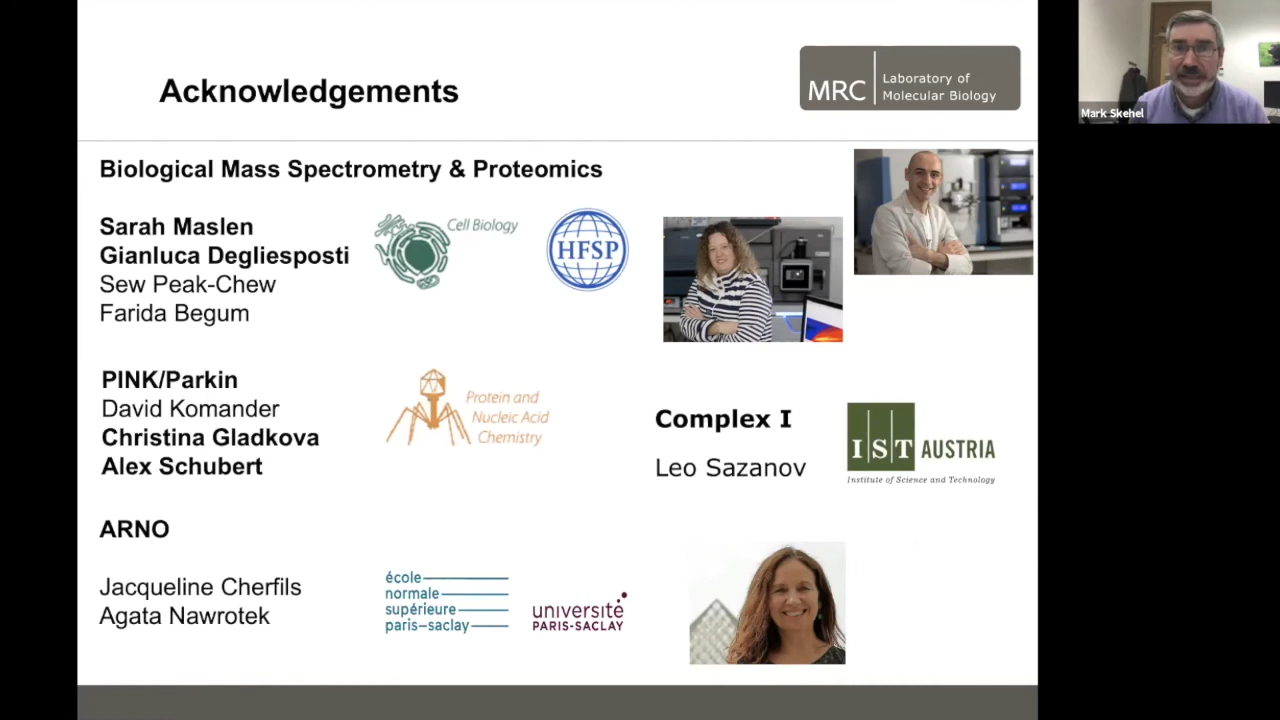 Acknowledgements
MRC
Laboratory of
Molecular Biology
Mark Skehel
Biological Mass Spectrometry & Proteomics
Sarah Maslen
Gianluca Degliesposti
Sew Peak-Chew
Farida Begum
Cell Biology
HFSP
PINK/Parkin
David Komander
Christina Gladkova
Alex Schubert
Protein and
Nucleic Acid
Chemistry
Complex I
Leo Sazanov
IST AUSTRIA
Institute of Science and Technology
ARNO
Jacqueline Cherfils
Agata Nawrotek
école
normale
supérieure
paris–saclay
université
PARIS-SACLAY